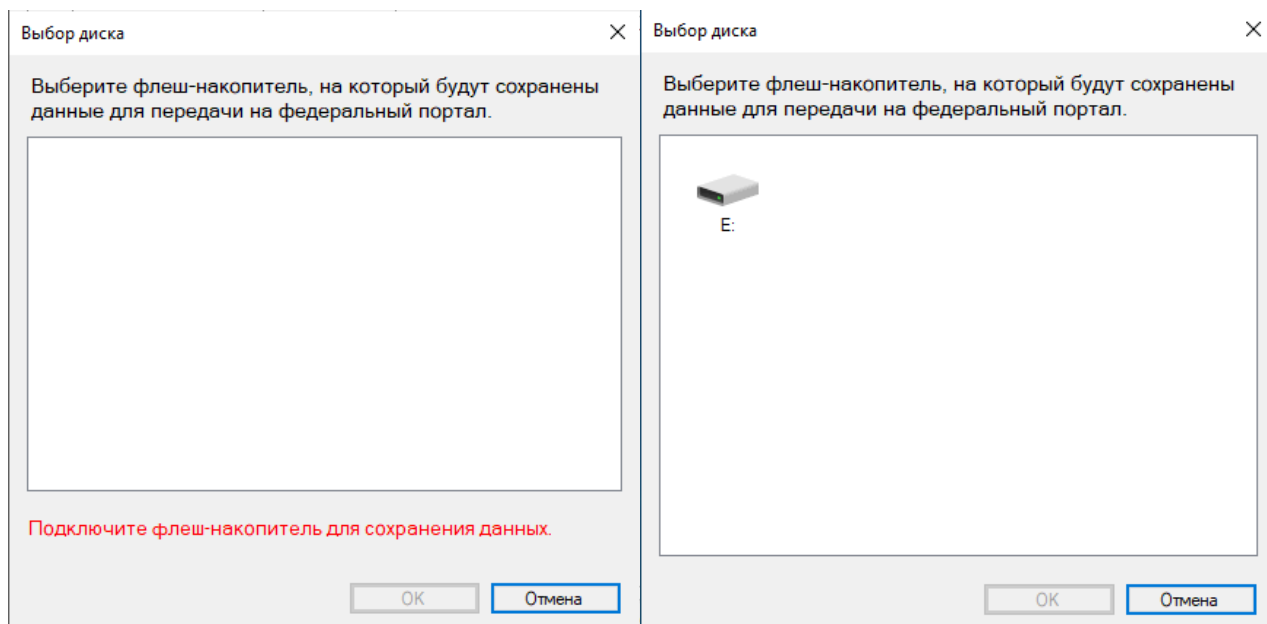 Выбор диска
Выберите флеш-накопитель, на который будут сохранены
данные для передачи на федеральный портал.
Подключите флеш-накопитель для сохранения данных.
OK
Отмена
Выбор диска
Выберите флеш-накопитель, на который будут сохранены
данные для передачи на федеральный портал.
E:
OK
Отмена